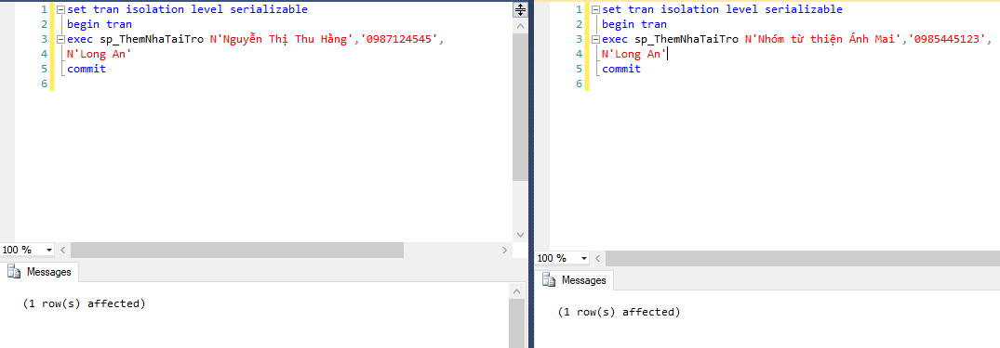 1 set tran isolation level serializable
2 begin tran
3 exec sp_ThemNhaTaiTro N'Nguyễn Thị Thu Hằng','0987124545',
4 N'Long An'
5 commit
6
100 %
Messages
(1 row(s) affected)
1 set tran isolation level serializable
2 begin tran
3 exec sp_ThemNhaTaiTro N'Nhóm từ thiện Ánh Mai','0985445123',
4 N'Long An'
5 commit
6
100 %
Messages
(1 row(s) affected)